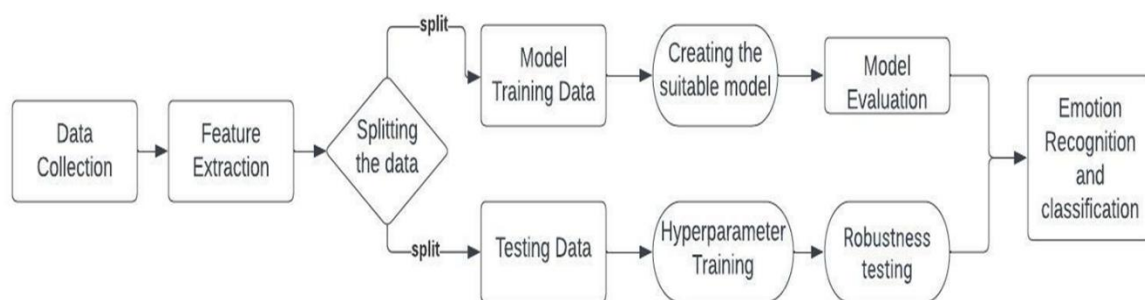 Data
Collection
Feature
Extraction
Splitting
the data
split
Model
Training Data
Creating the
suitable model
Model
Evaluation
split
Testing Data
Hyperparameter
Training
Robustness
testing
Emotion
Recognition
and
classification